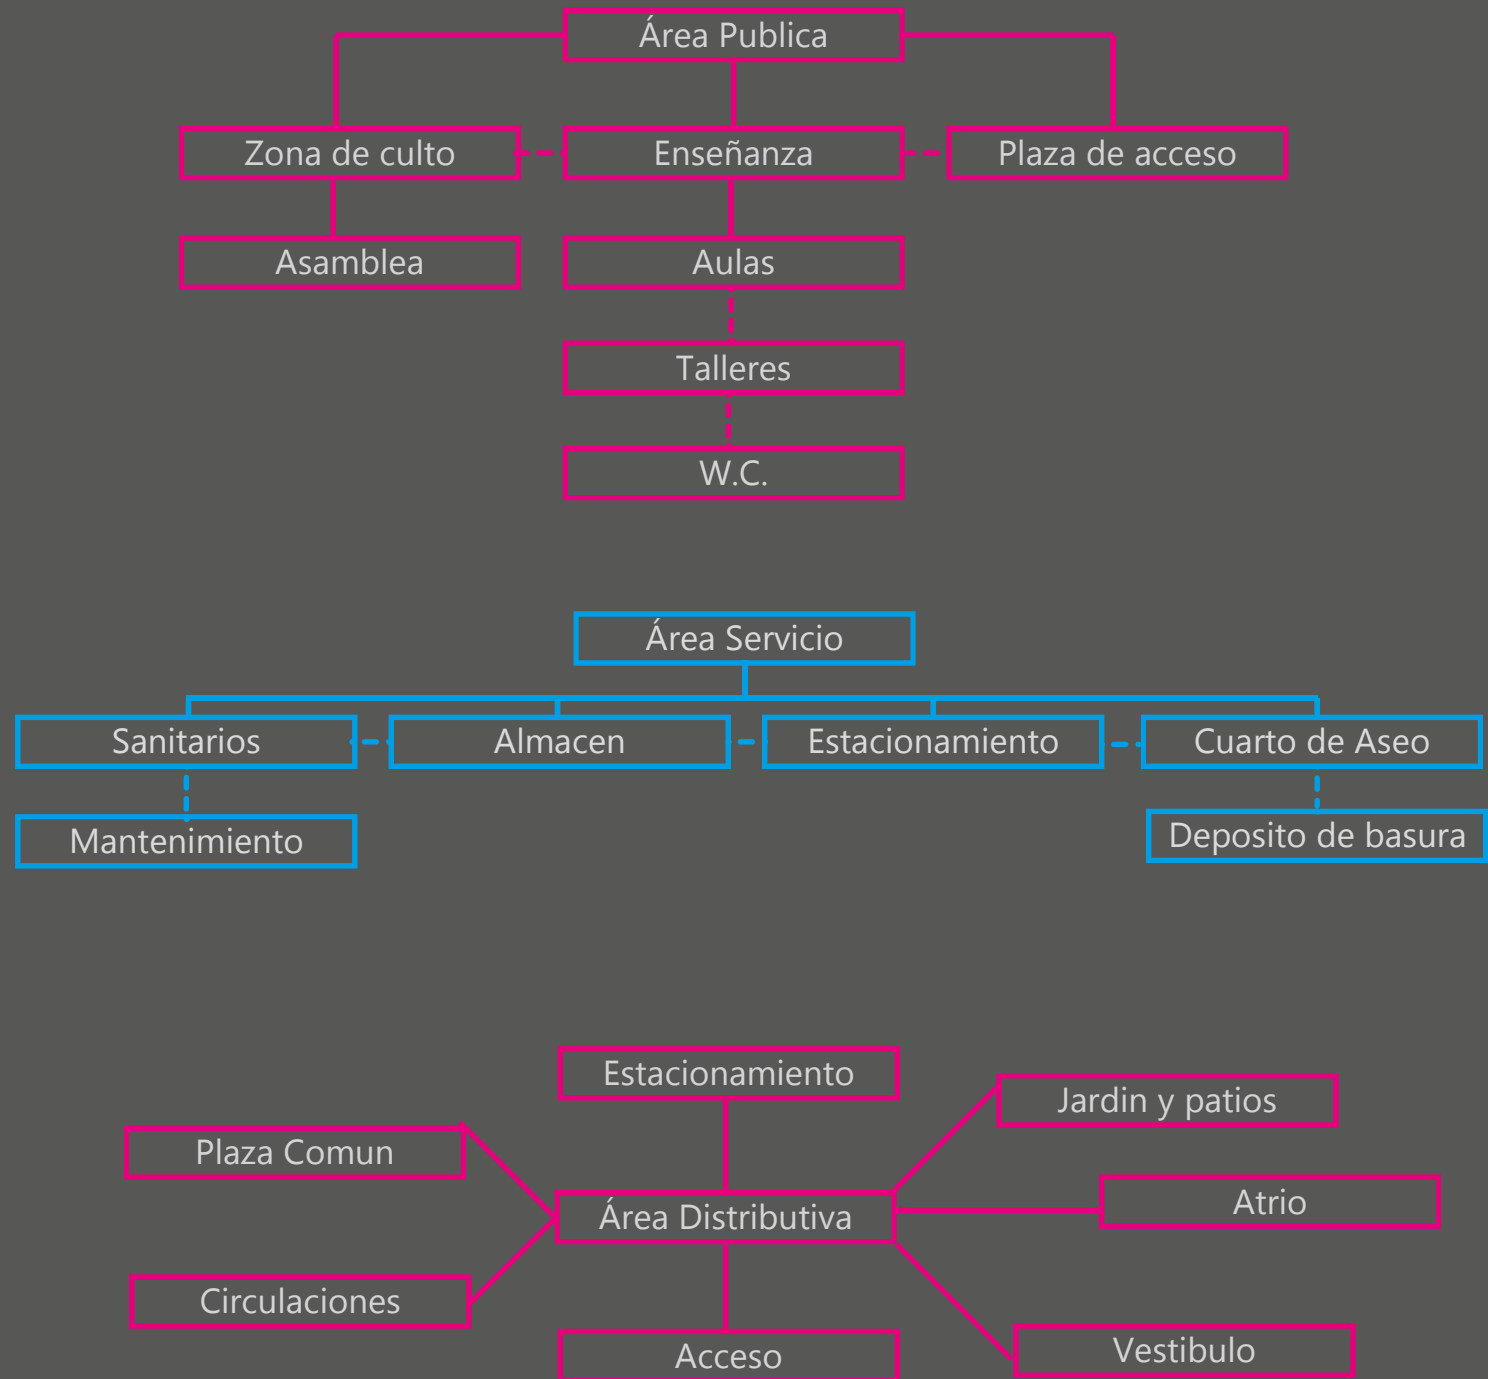 Área Publica
Zona de culto
Enseñanza
Plaza de acceso
Asamblea
Aulas
Talleres
W.C.
Área Servicio
Sanitarios
Almacen
Estacionamiento
Cuarto de Aseo
Mantenimiento
Deposito de basura
Estacionamiento
Jardin y patios
Plaza Comun
Área Distributiva
Atrio
Circulaciones
Acceso
Vestibulo